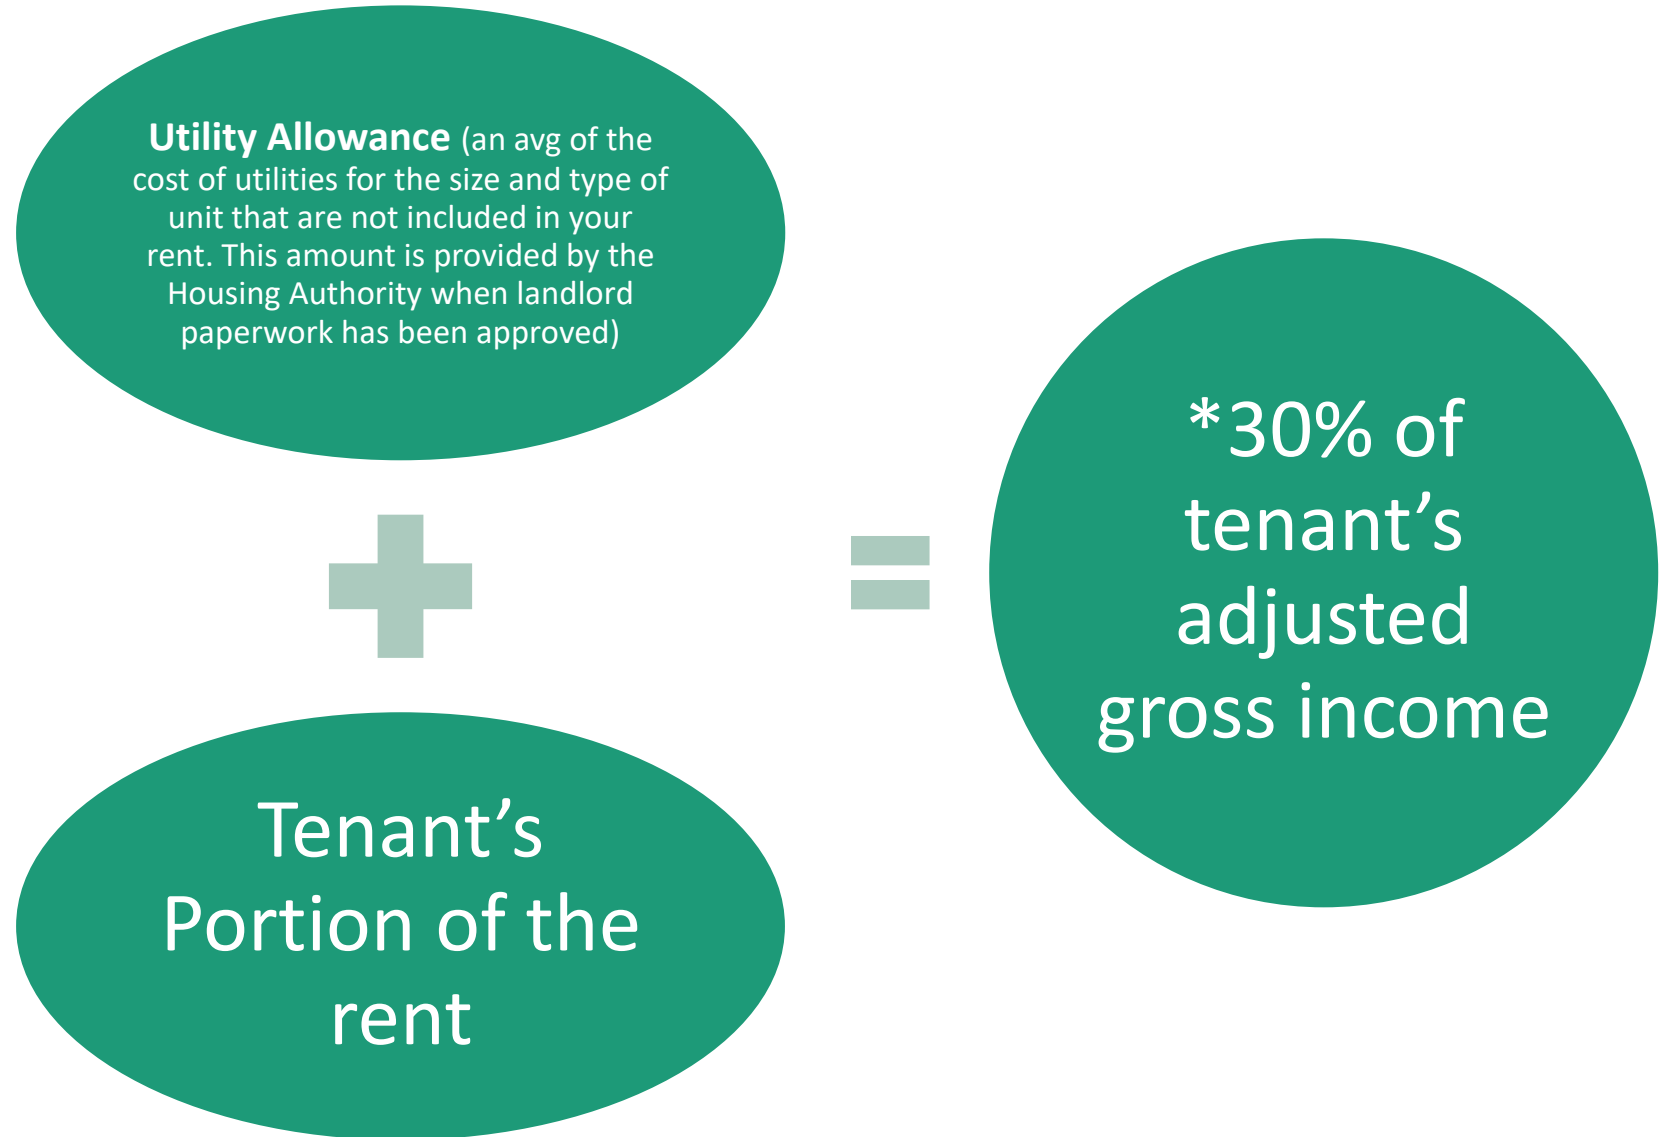 Utility Allowance (an avg of the
cost of utilities for the size and type of
unit that are not included in your
rent. This amount is provided by the
Housing Authority when landlord
paperwork has been approved)
Tenant’s
Portion of the
rent
*30% of
tenant’s
adjusted
gross income